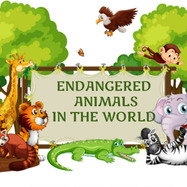 ENDANGERED
ANIMALS
IN THE WORLD